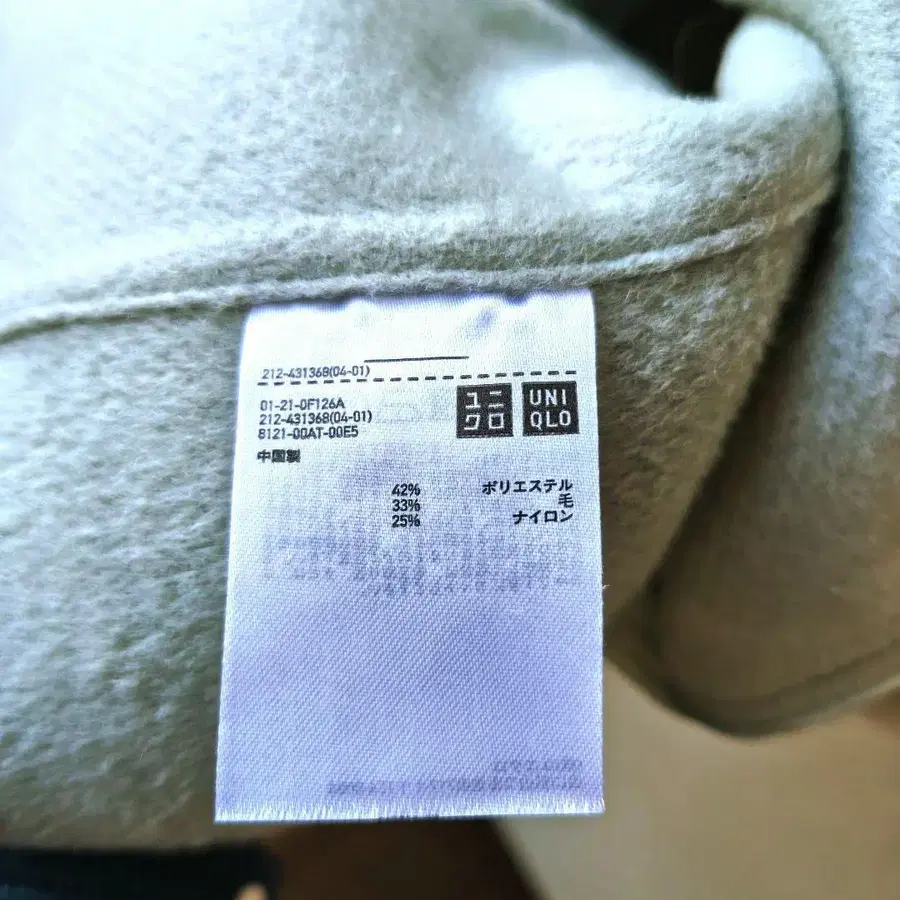 212-431368(04-01)
01-21-0F126A
212-431368(04-01)
8121-00AT-00E5
中国製
ユニ
クロ
UNI
QLO
42% ポリエステル
33% 毛
25% ナイロン